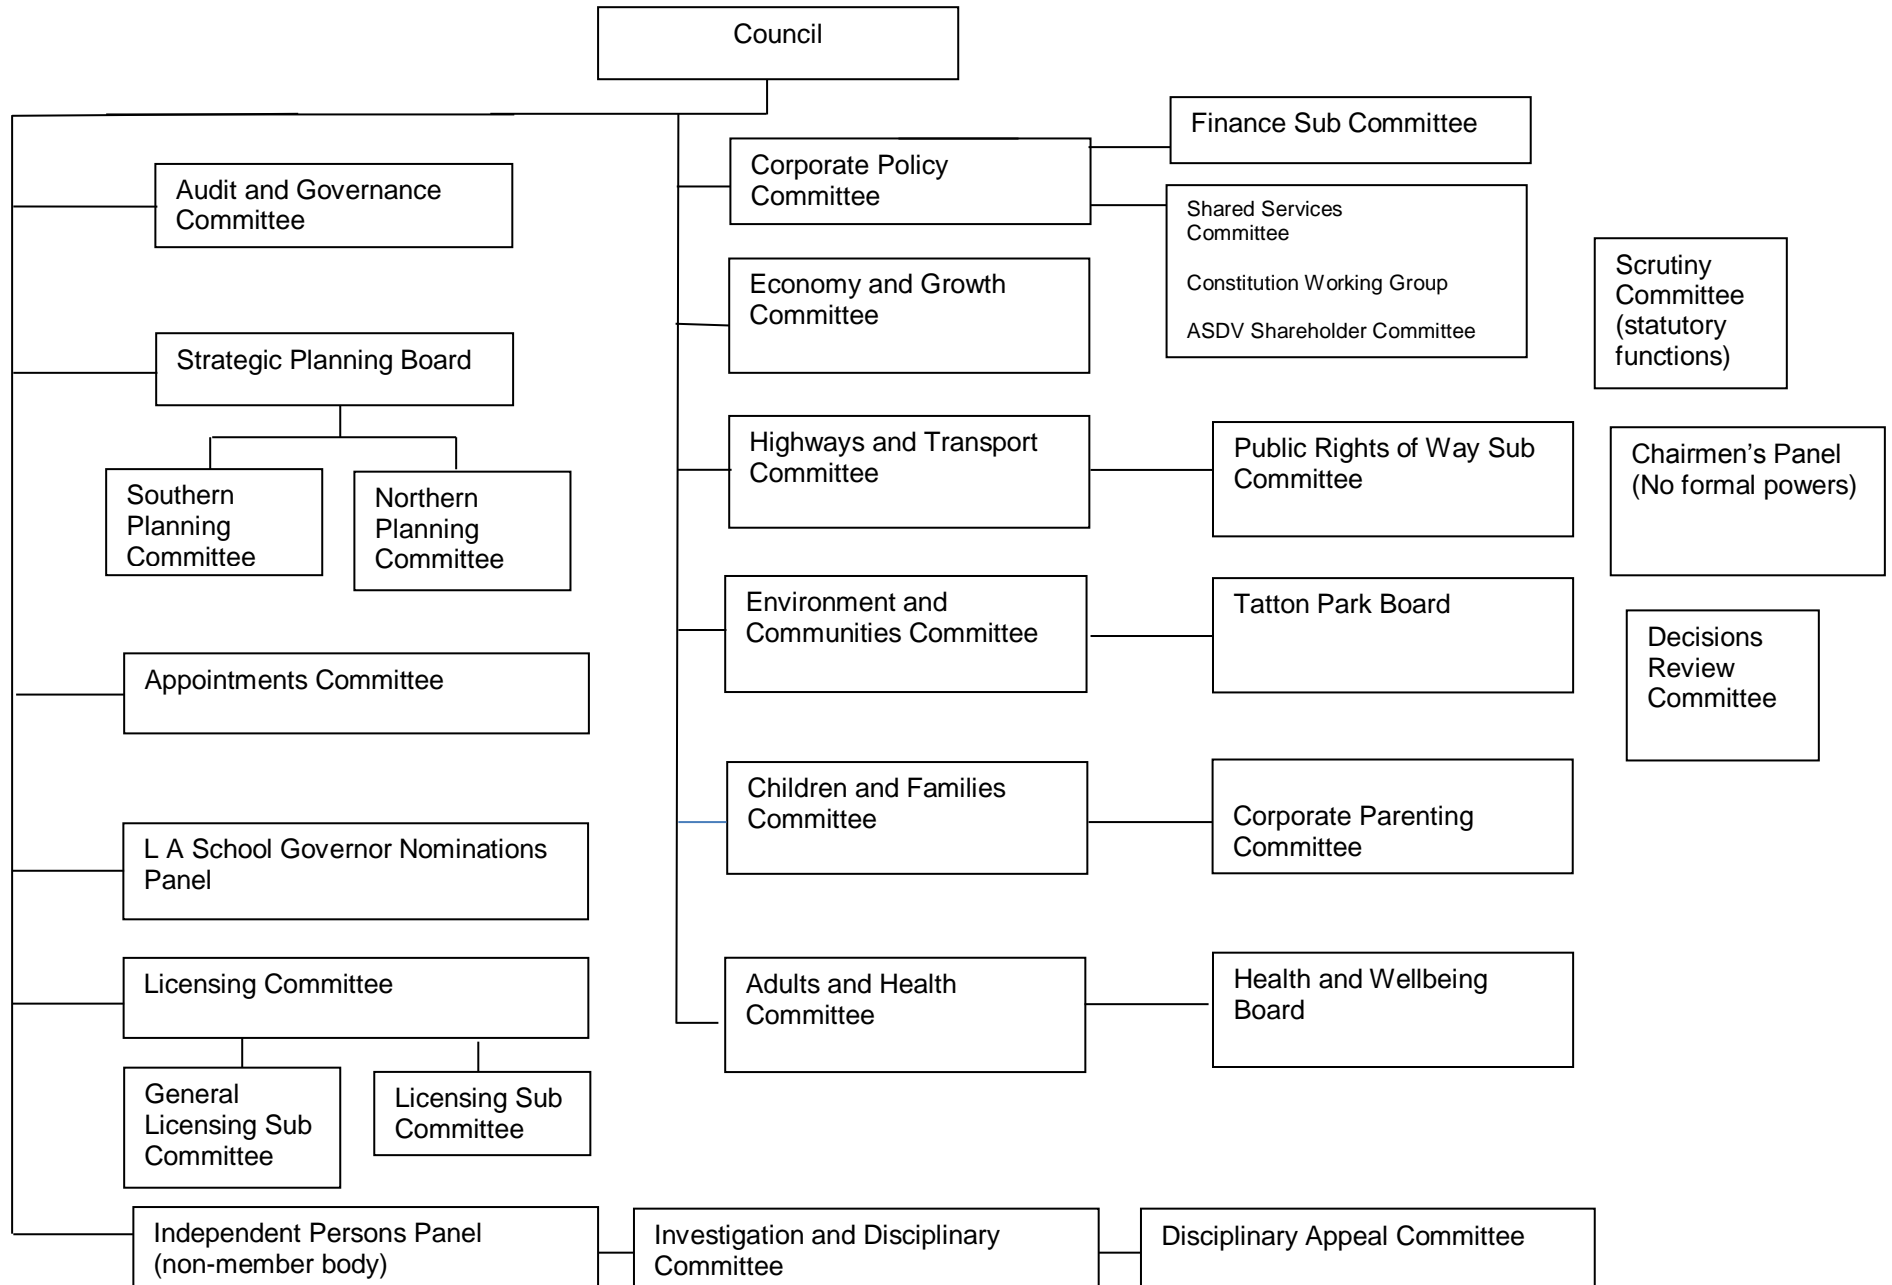 Council
Audit and Governance
Committee
Strategic Planning Board
Southern
Planning
Committee
Northern
Planning
Committee
Appointments Committee
L A School Governor Nominations
Panel
Licensing Committee
General
Licensing Sub
Committee
Licensing Sub
Committee
Independent Persons Panel
(non-member body)
Investigation and Disciplinary
Committee
Disciplinary Appeal Committee
Corporate Policy
Committee
Finance Sub Committee
Shared Services
Committee
Constitution Working Group
ASDV Shareholder Committee
Economy and Growth
Committee
Highways and Transport
Committee
Public Rights of Way Sub
Committee
Environment and
Communities Committee
Tatton Park Board
Children and Families
Committee
Corporate Parenting
Committee
Adults and Health
Committee
Health and Wellbeing
Board
Scrutiny
Committee
(statutory
functions)
Chairmen’s Panel
(No formal powers)
Decisions
Review
Committee